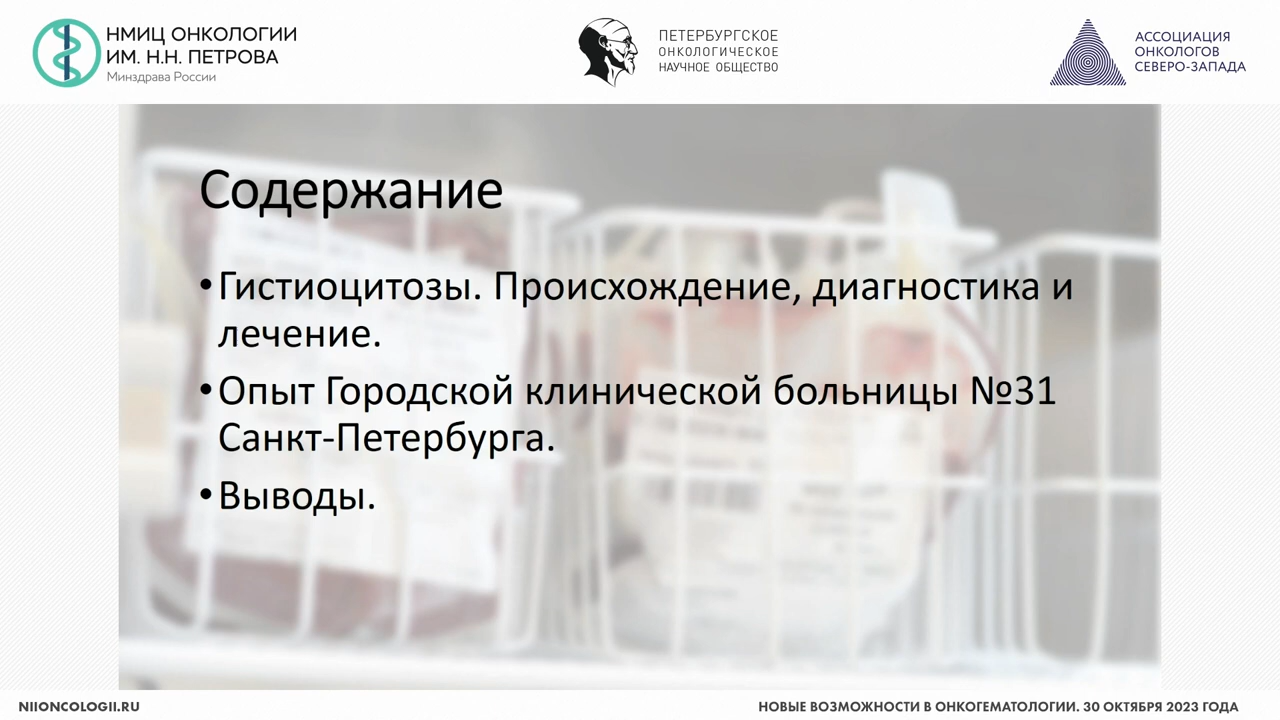 НМИЦ ОНКОЛОГИИ
ИМ. Н.Н. ПЕТРОВА
Минздрава России
ПЕТЕРБУРГСКОЕ
ОНКОЛОГИЧЕСКОЕ
НАУЧНОЕ ОБЩЕСТВО
АССОЦИАЦИЯ
ОНКОЛОГОВ
СЕВЕРО-ЗАПАДА
Содержание
•Гистиоцитозы. Происхождение, диагностика и
лечение.
•Опыт Городской клинической больницы №31
Санкт-Петербурга.
•Выводы.
NIIONCOLOGII.RU
НОВЫЕ ВОЗМОЖНОСТИ В ОНКОГЕМАТОЛОГИИ. 30 ОКТЯБРЯ 2023 ГОДА